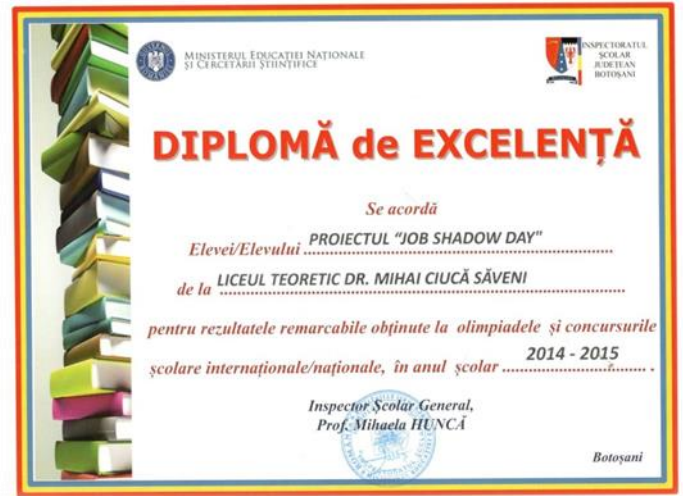 MINISTERUL EDUCAȚIEI NAȚIONALE
ȘI CERCETĂRII ȘTIINȚIFICE
INSPECTORATUL
ȘCOLAR
JUDEȚEAN
BOTOȘANI
DIPLOMĂ de EXCELENȚĂ
Se acordă
Elevei/Elevului PROIECTUL "JOB SHADOW DAY"
de la LICEUL TEORETIC DR. MIHAI CIUCĂ SĂVENI
pentru rezultatele remarcabile obținute la olimpiadele și concursurile
școlare internaționale/naționale, în anul școlar 2014 - 2015 .
Inspector Școlar General,
Prof. Mihaela HUNCĂ
Botoșani